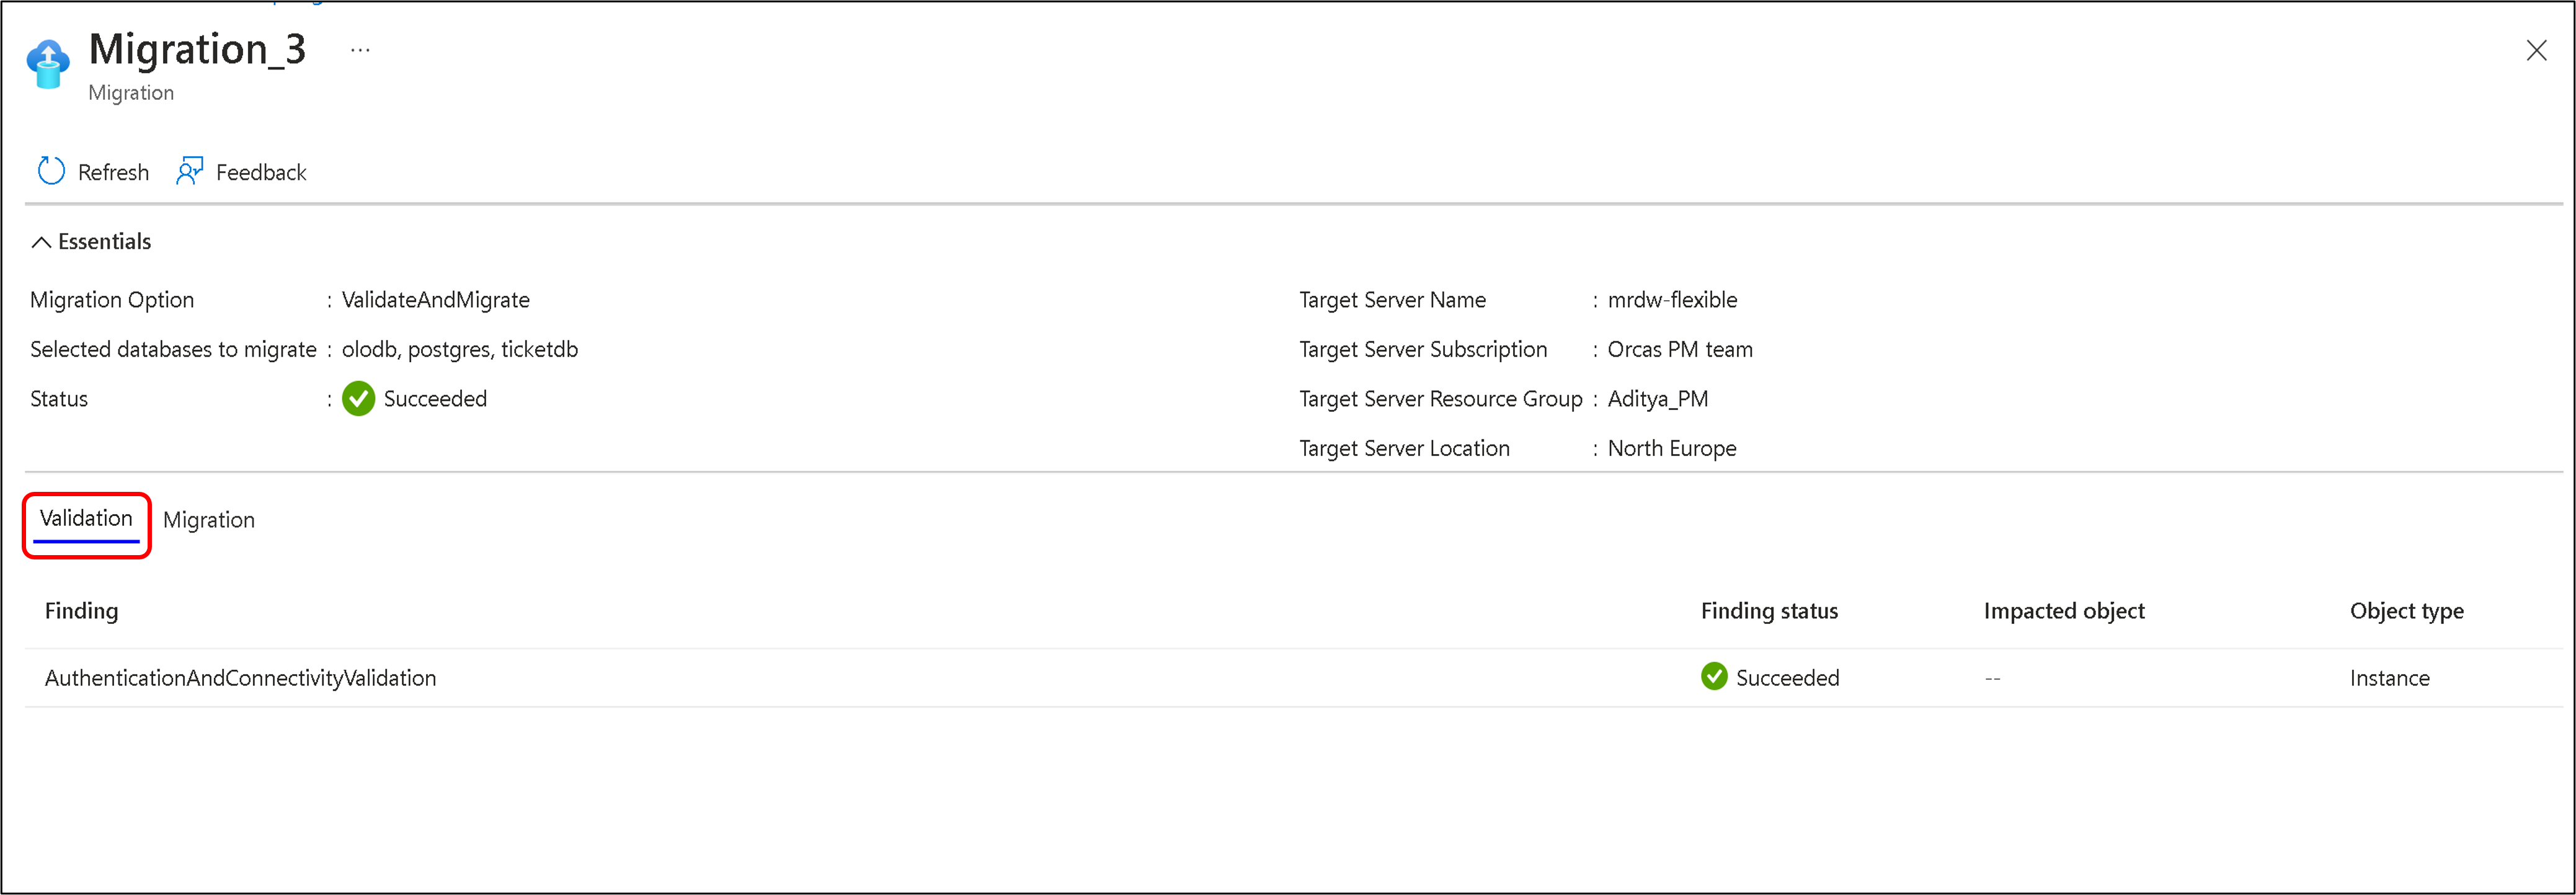 Migration_3 ...
Migration
Refresh Feedback
Essentials
Migration Option : ValidateAndMigrate
Selected databases to migrate : olodb, postgres, ticketdb
Status : Succeeded
Target Server Name : mrdw-flexible
Target Server Subscription : Orcas PM team
Target Server Resource Group : Aditya_PM
Target Server Location : North Europe
Validation Migration
Finding Finding status Impacted object Object type
AuthenticationAndConnectivityValidation Succeeded -- Instance